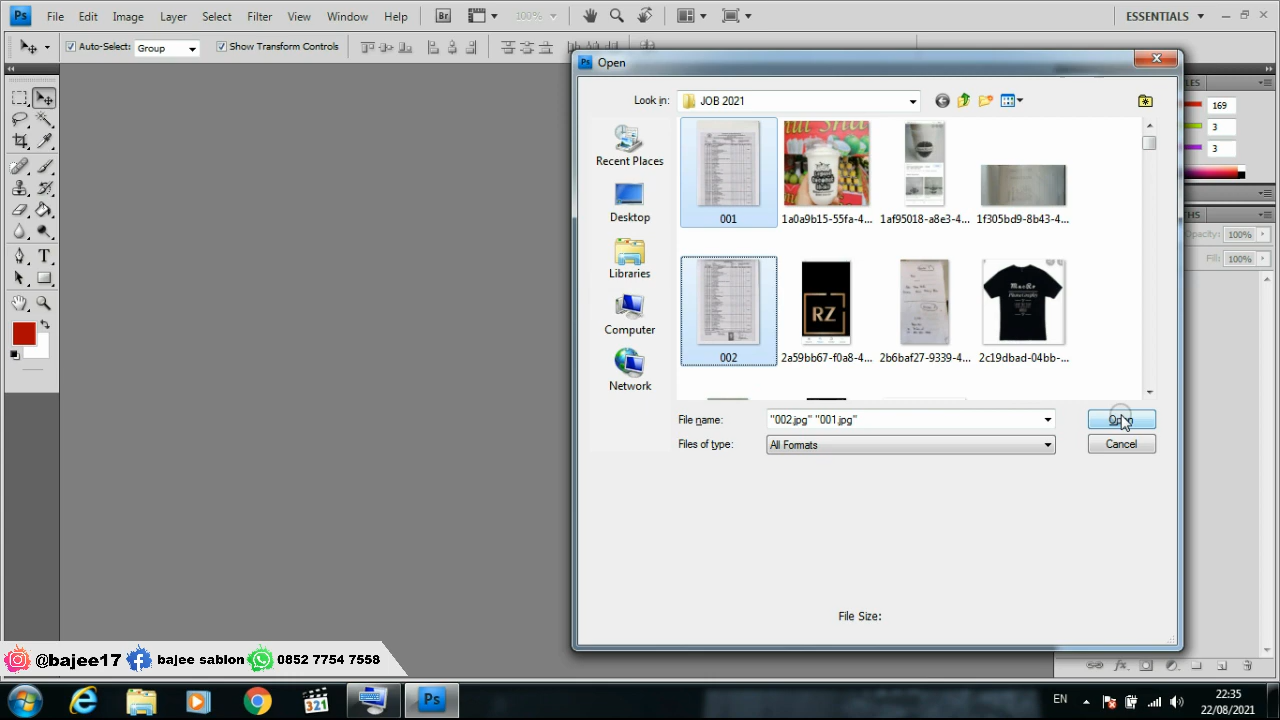 Ps File Edit Image Layer Select Filter View Window Help Br 100% ESSENTIALS
Auto-Select: Group Show Transform Controls
Ps Open
Look in: JOB 2021
Recent Places
Desktop
Libraries
Computer
Network
001 1a0a9b15-55fa-4... 1af95018-a8e3-4... 1f305bd9-8b43-4...
RZ
002 2a59bb67-f0a8-4... 2b6baf27-9339-4... 2c19dbad-04bb-...
File name: "002.jpg" "001.jpg" Open
Files of type: All Formats Cancel
File Size:
169
3
3
Opacity: 100%
Fill: 100%
@bajee17 bajee sablon 0852 7754 7558
321 Ps EN 22:35
22/08/2021